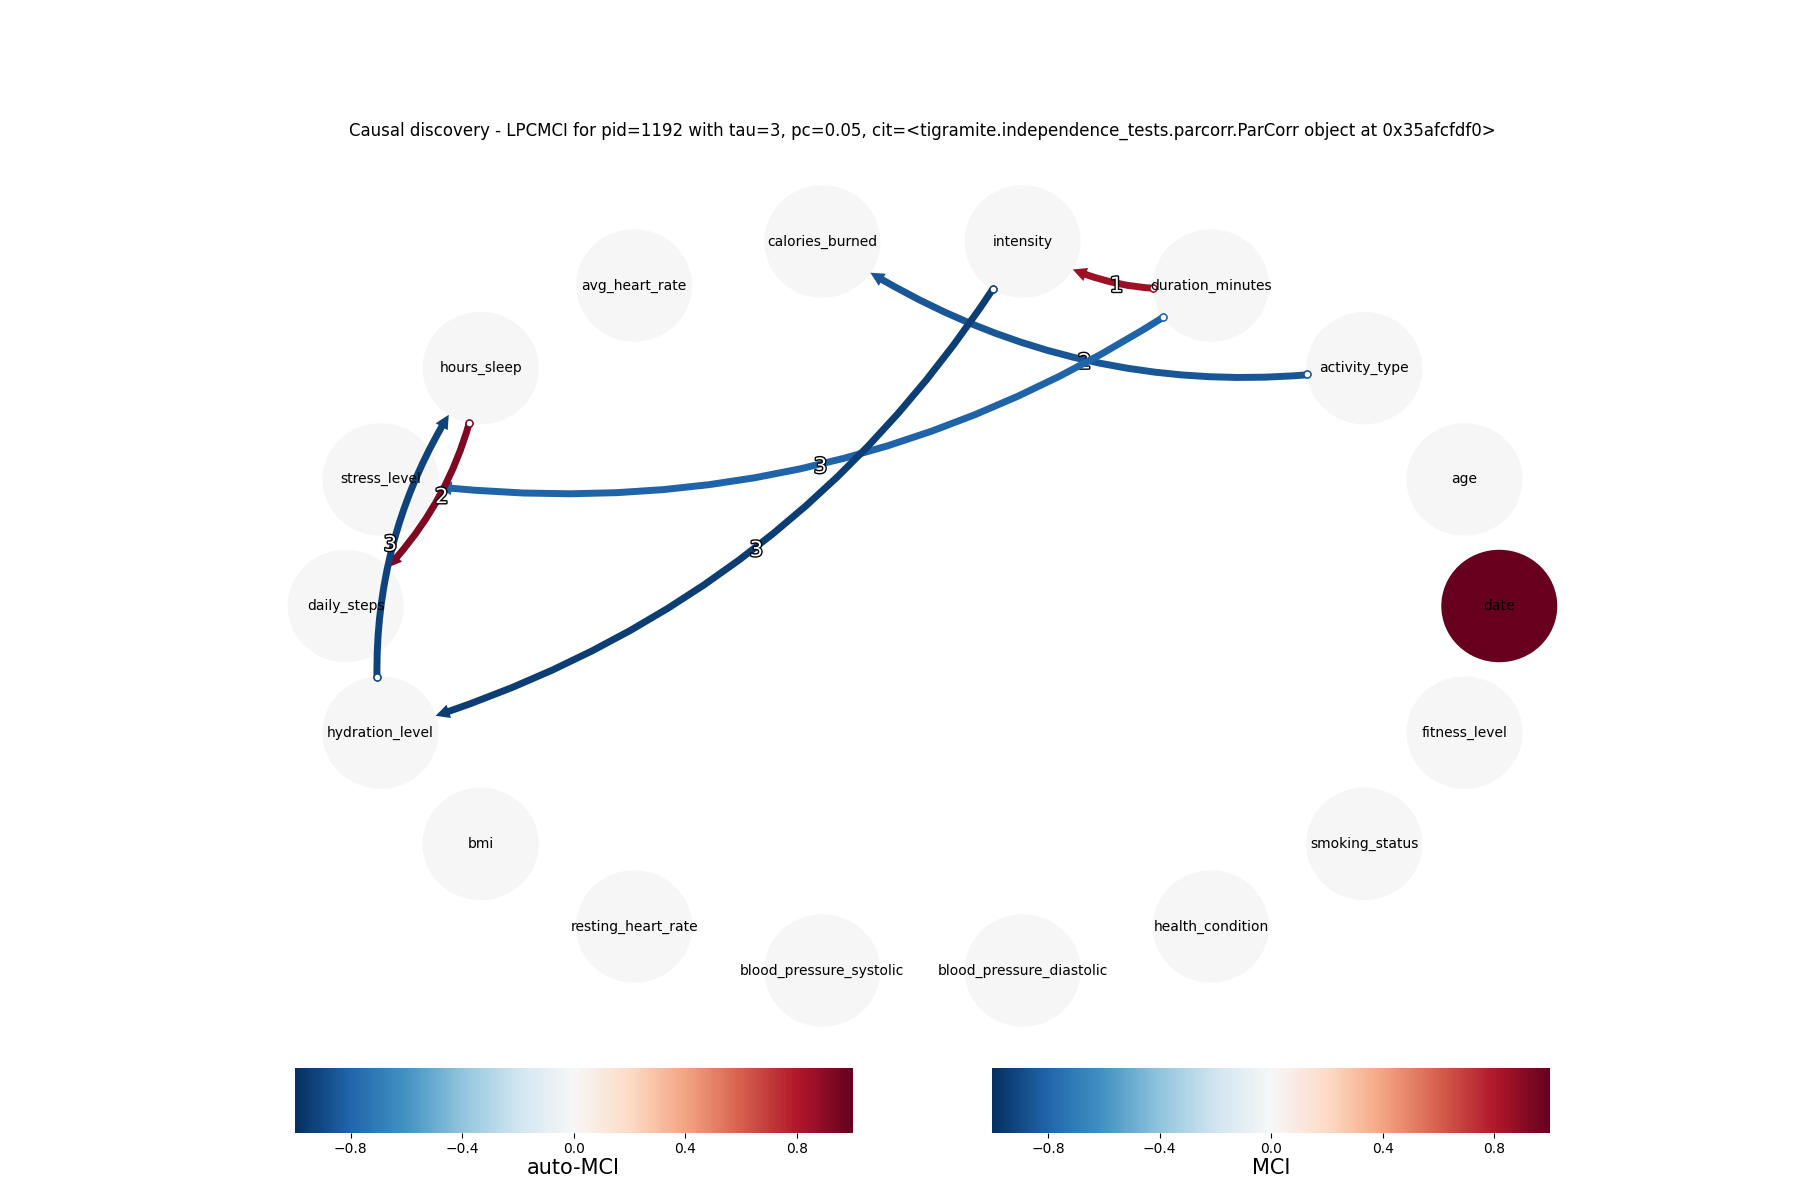 Causal discovery - LPCMCI for pid=1192 with tau=3, pc=0.05, cit=<tigramite.independence_tests.parcorr.ParCorr object at 0x35afcfdf0>
calories_burned
intensity
avg_heart_rate
duration_minutes
1
2
hours_sleep
activity_type
3
stress_level
age
2
3
3
daily_steps
date
hydration_level
fitness_level
bmi
smoking_status
resting_heart_rate
health_condition
blood_pressure_systolic
blood_pressure_diastolic
−0.8 −0.4 0.0 0.4 0.8
auto-MCI
−0.8 −0.4 0.0 0.4 0.8
MCI